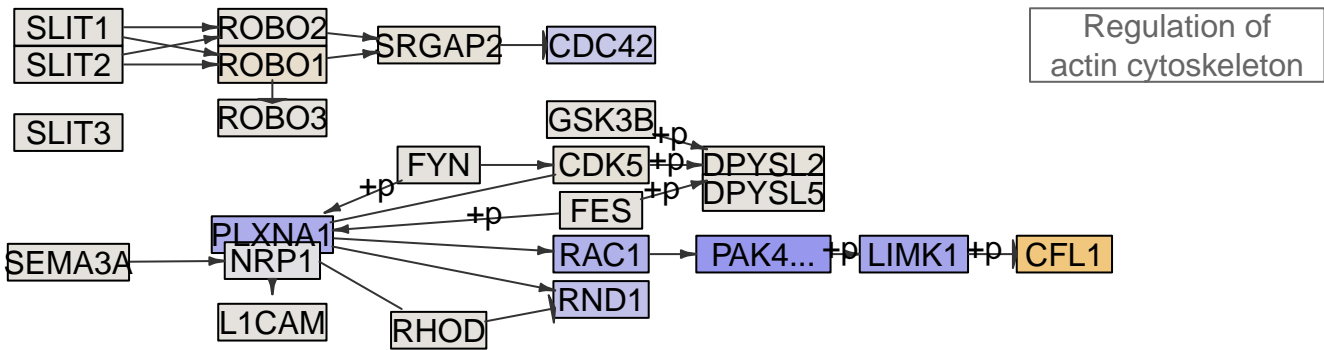 SLIT1
ROBO2
SRGAP2
CDC42
Regulation of
actin cytoskeleton
SLIT2
ROBO1
SLIT3
ROBO3
GSK3B
+p
FYN
CDK5
+p
DPYSL2
+p
+p
DPYSL5
FES
+p
PLXNA1
SEMA3A
NRP1
RAC1
PAK4...
+p
LIMK1
+p
CFL1
L1CAM
RHOD
RND1